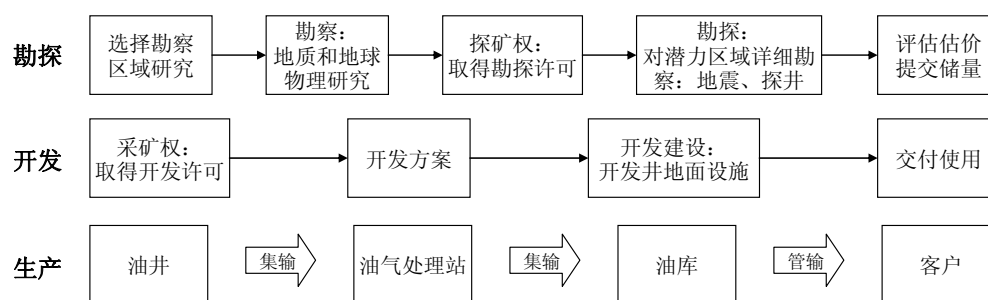 勘探
选择勘察
区域研究
勘察：
地质和地球
物理研究
探矿权：
取得勘探许可
勘探：
对潜力区域详细勘
察：地震、探井
评估估价
提交储量
开发
采矿权：
取得开发许可
开发方案
开发建设：
开发井地面设施
交付使用
生产
油井
集输
油气处理站
集输
油库
管输
客户